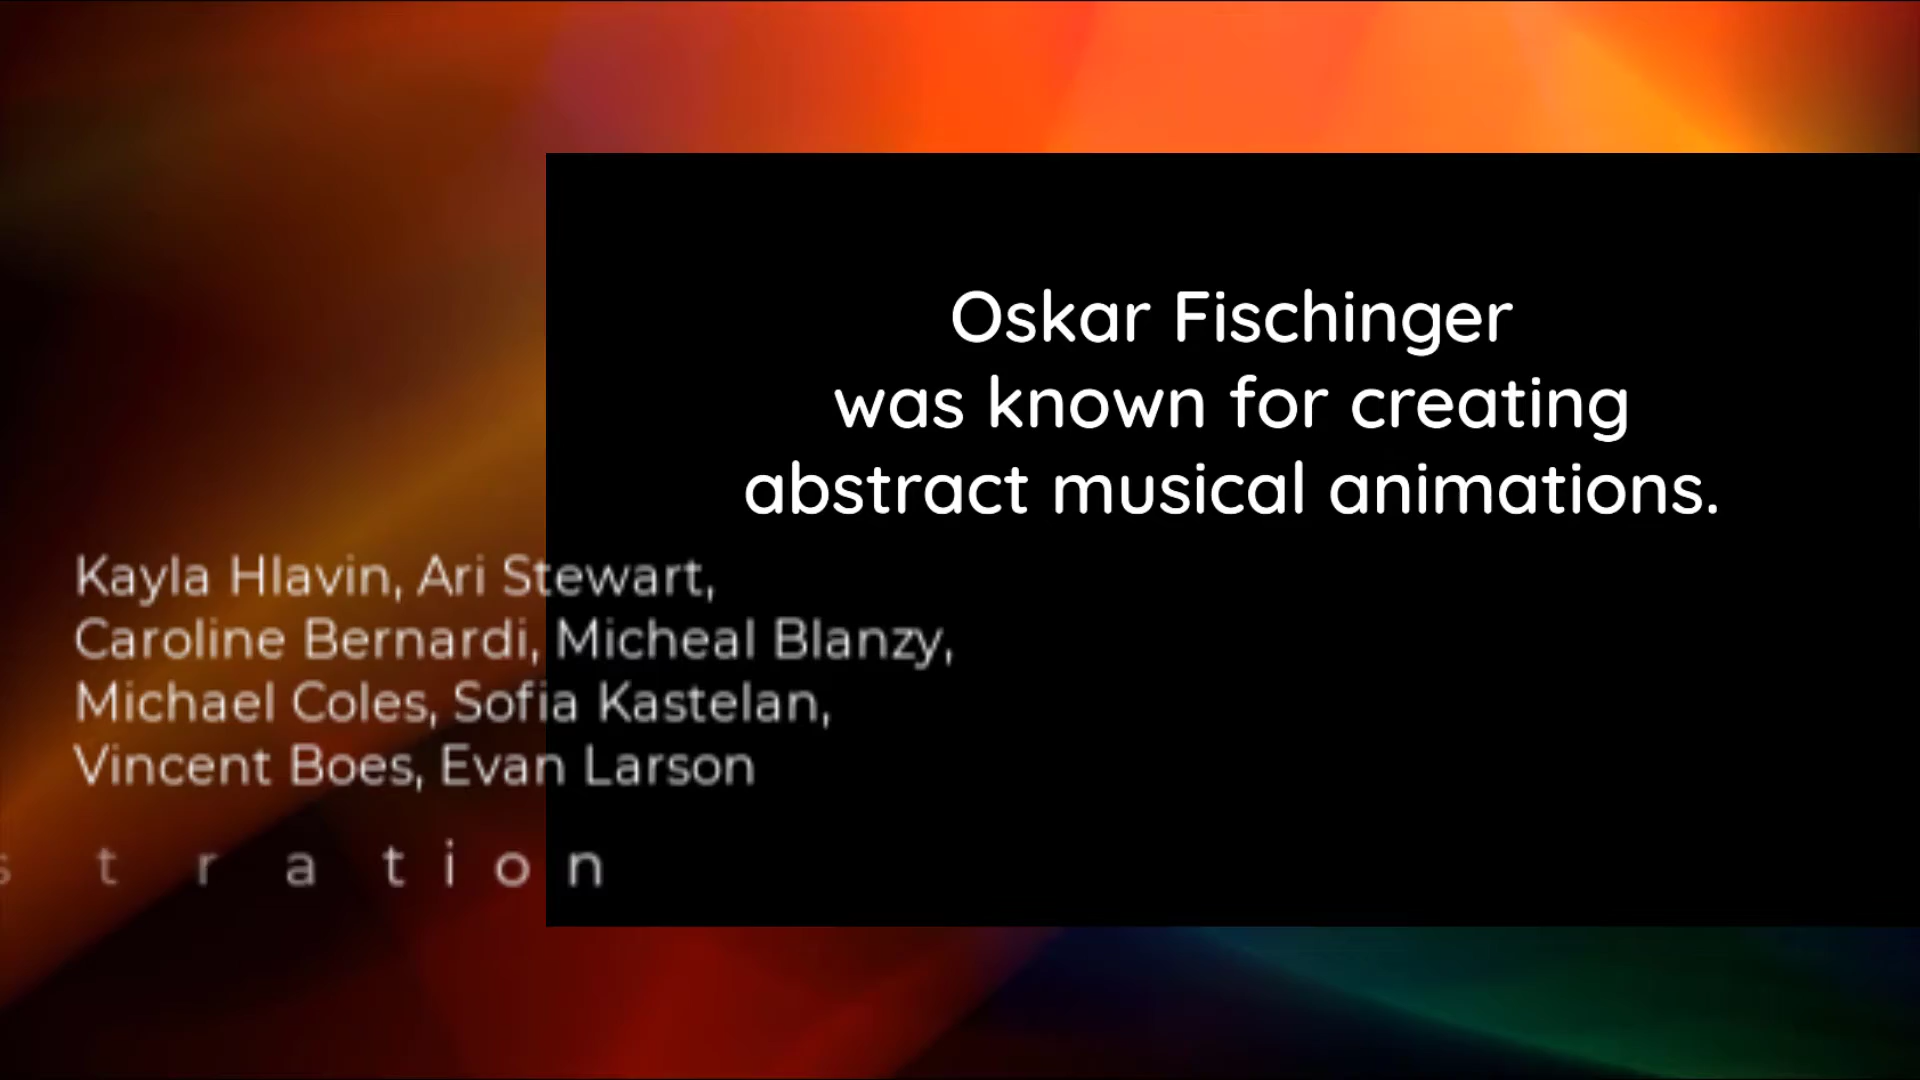 Oskar Fischinger
was known for creating
abstract musical animations.
Kayla Hlavin, Ari Stewart,
Caroline Bernardi, Micheal Blanzy,
Michael Coles, Sofia Kastelan,
Vincent Boes, Evan Larson
s t r a t i o n